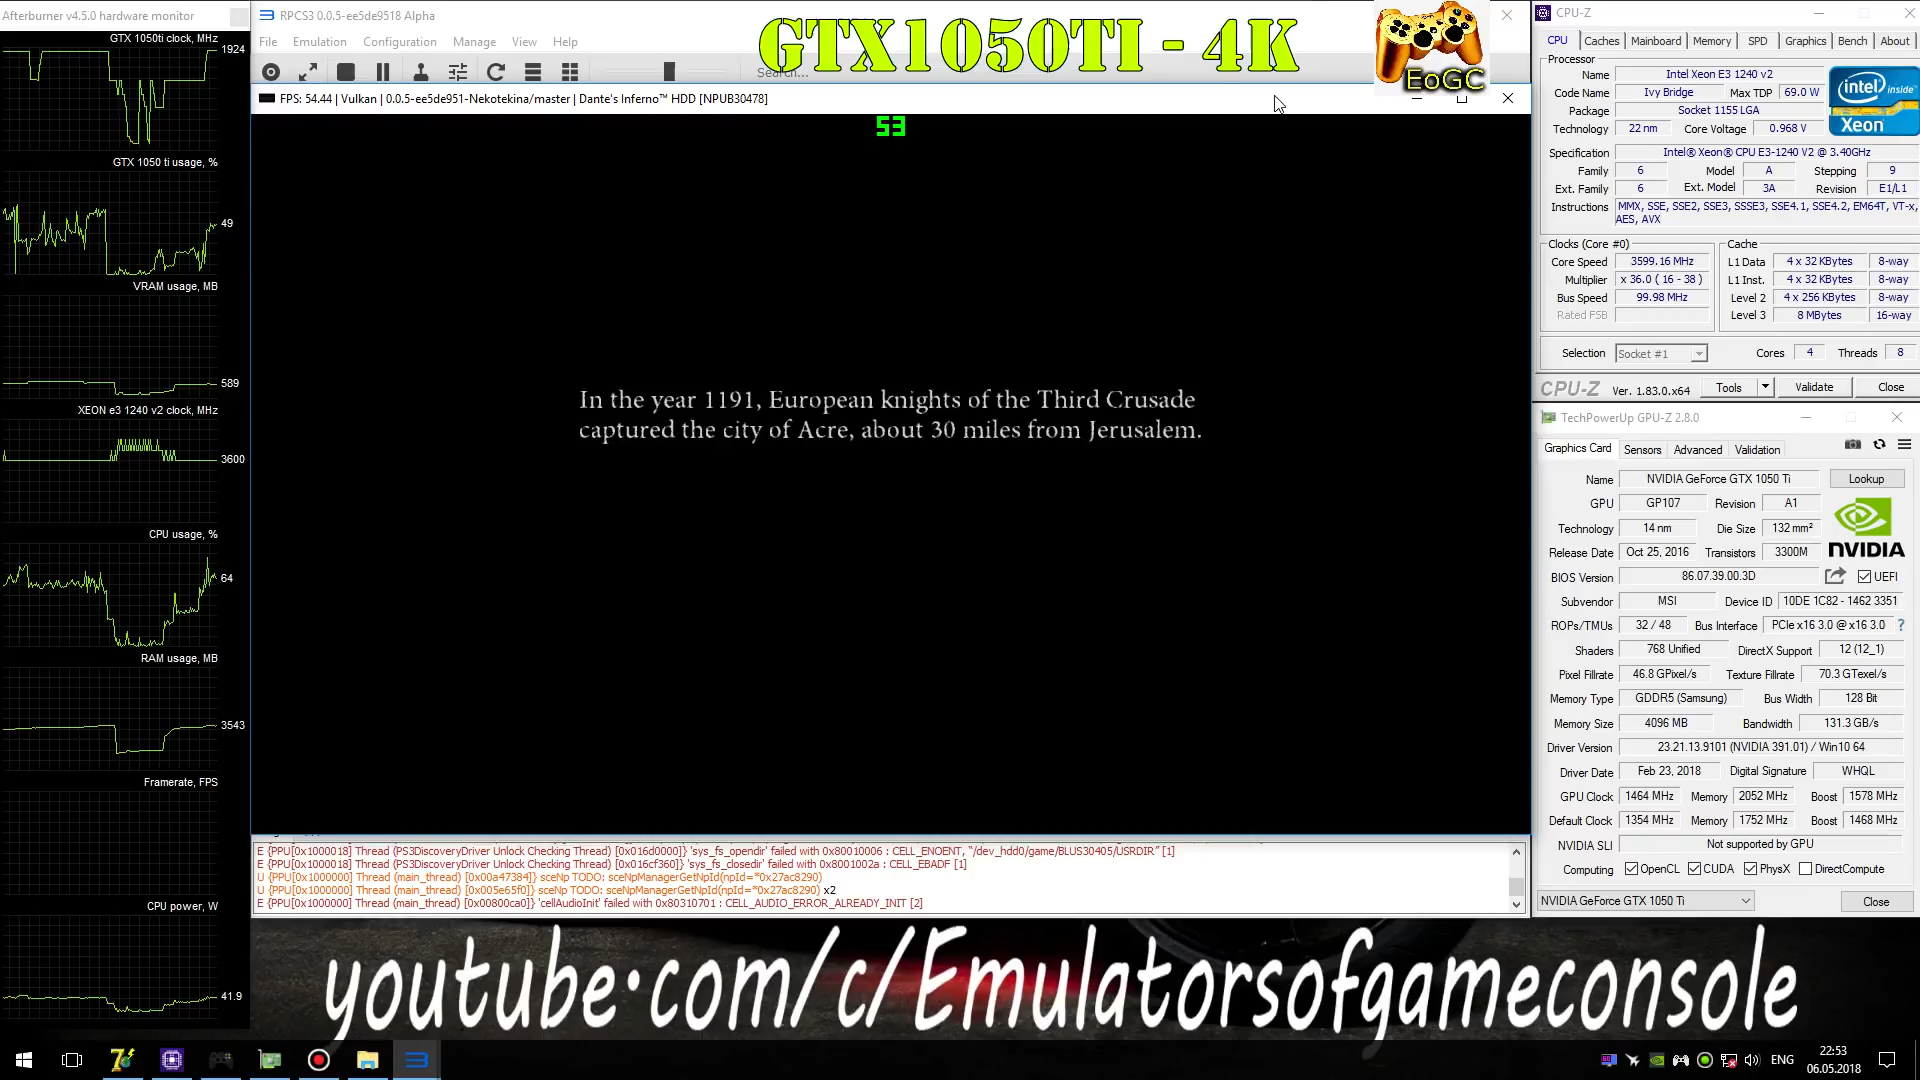 Afterburner v4.5.0 hardware monitor
GTX 1050ti clock, MHz
1924
GTX 1050 ti usage, %
49
VRAM usage, MB
589
XEON e3 1240 v2 clock, MHz
3600
CPU usage, %
64
RAM usage, MB
3543
Framerate, FPS
CPU power, W
41.9
RPCS3 0.0.5-ee5de9518 Alpha
File Emulation Configuration Manage View Help
Search...
GTX1050TI - 4K
EoGC
FPS: 54.44 | Vulkan | 0.0.5-ee5de951-Nekotekina/master | Dante's Inferno™ HDD [NPUB30478]
53
In the year 1191, European knights of the Third Crusade
captured the city of Acre, about 30 miles from Jerusalem.
E {PPU[0x1000018] Thread (PS3DiscoveryDriver Unlock Checking Thread) [0x016d0000]} 'sys_fs_opendir' failed with 0x80010006 : CELL_ENOENT, “/dev_hdd0/game/BLUS30405/USRDIR” [1]
E {PPU[0x1000018] Thread (PS3DiscoveryDriver Unlock Checking Thread) [0x016cf360]} 'sys_fs_closedir' failed with 0x8001002a : CELL_EBADF [1]
U {PPU[0x1000000] Thread (main_thread) [0x00a47384]} sceNp TODO: sceNpManagerGetNpId(npId=*0x27ac8290)
U {PPU[0x1000000] Thread (main_thread) [0x005e65f0]} sceNp TODO: sceNpManagerGetNpId(npId=*0x27ac8290) x2
E {PPU[0x1000000] Thread (main_thread) [0x00800ca0]} 'cellAudioInit' failed with 0x80310701 : CELL_AUDIO_ERROR_ALREADY_INIT [2]
youtube.com/c/Emulatorsofgameconsole
CPU-Z
CPU Caches Mainboard Memory SPD Graphics Bench About
Processor
Name Intel Xeon E3 1240 v2
Code Name Ivy Bridge Max TDP 69.0 W
Package Socket 1155 LGA
Technology 22 nm Core Voltage 0.968 V
intel inside™
Xeon
Specification Intel® Xeon® CPU E3-1240 V2 @ 3.40GHz
Family 6 Model A Stepping 9
Ext. Family 6 Ext. Model 3A Revision E1/L1
Instructions MMX, SSE, SSE2, SSE3, SSSE3, SSE4.1, SSE4.2, EM64T, VT-x,
AES, AVX
Clocks (Core #0)
Core Speed 3599.16 MHz
Multiplier x 36.0 ( 16 - 38 )
Bus Speed 99.98 MHz
Rated FSB
Cache
L1 Data 4 x 32 KBytes 8-way
L1 Inst. 4 x 32 KBytes 8-way
Level 2 4 x 256 KBytes 8-way
Level 3 8 MBytes 16-way
Selection Socket #1 Cores 4 Threads 8
CPU-Z Ver. 1.83.0.x64 Tools Validate Close
TechPowerUp GPU-Z 2.8.0
Graphics Card Sensors Advanced Validation
Name NVIDIA GeForce GTX 1050 Ti Lookup
GPU GP107 Revision A1
Technology 14 nm Die Size 132 mm²
Release Date Oct 25, 2016 Transistors 3300M
NVIDIA
BIOS Version 86.07.39.00.3D UEFI
Subvendor MSI Device ID 10DE 1C82 - 1462 3351
ROPs/TMUs 32 / 48 Bus Interface PCIe x16 3.0 @ x16 3.0 ?
Shaders 768 Unified DirectX Support 12 (12_1)
Pixel Fillrate 46.8 GPixel/s Texture Fillrate 70.3 GTexel/s
Memory Type GDDR5 (Samsung) Bus Width 128 Bit
Memory Size 4096 MB Bandwidth 131.3 GB/s
Driver Version 23.21.13.9101 (NVIDIA 391.01) / Win10 64
Driver Date Feb 23, 2018 Digital Signature WHQL
GPU Clock 1464 MHz Memory 2052 MHz Boost 1578 MHz
Default Clock 1354 MHz Memory 1752 MHz Boost 1468 MHz
NVIDIA SLI Not supported by GPU
Computing OpenCL CUDA PhysX DirectCompute
NVIDIA GeForce GTX 1050 Ti Close
ENG
22:53
06.05.2018